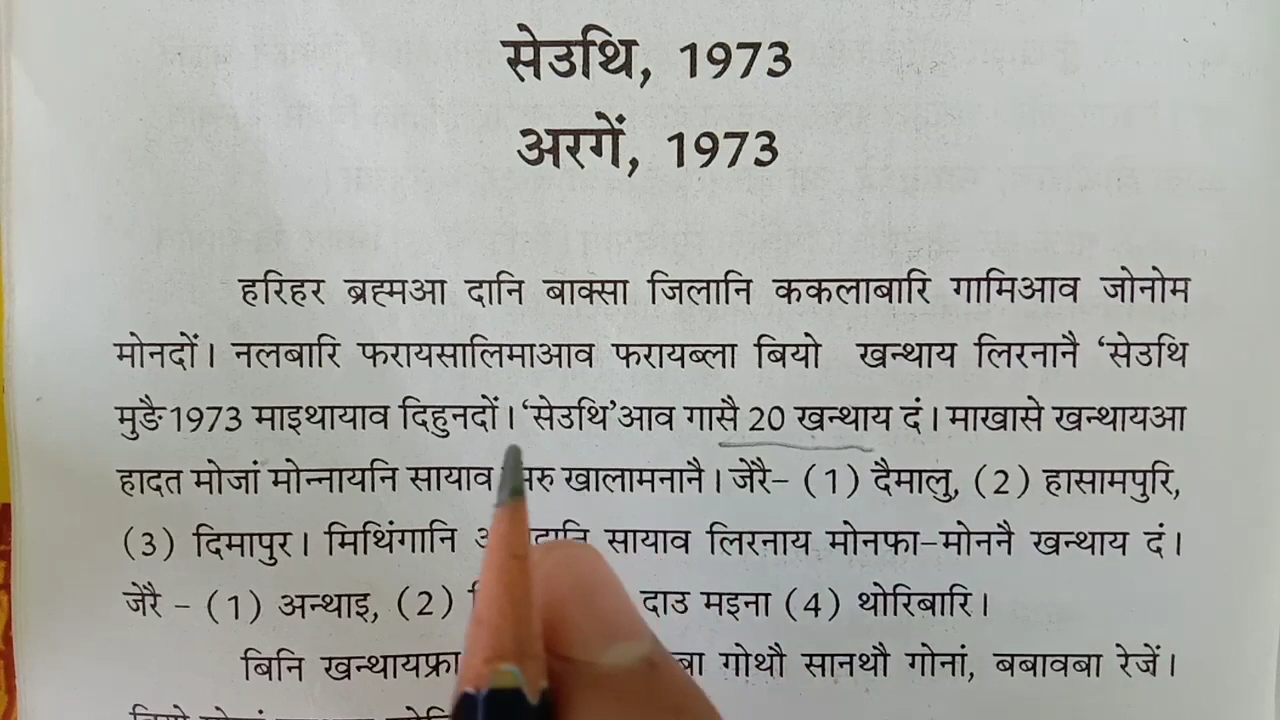 सेउथि, 1973
अरगें, 1973
हरिहर ब्रह्मआ दानि बाक्सा जिलानि ककलाबारि गामिआव जोनोम
मोनदों। नलबारि फरायसालिमाआव फरायब्ला बियो खन्थाय लिरनानै ‘सेउथि
मुङै 1973 माइथायाव दिहुनदों। ‘सेउथि’आव गासै 20 खन्थाय दं। माखासे खन्थायआ
हादत मोजां मोन्नायनि सायाव खालामनानै। जेरै– (1) दैमालु, (2) हासामपुरि,
(3) दिमापुर। मिथिंगानि सायाव लिरनाय मोनफा–मोननै खन्थाय दं।
जेरै – (1) अन्थाइ, (2) दाउ मइना (4) थोरिबारि।
बिनि खन्थायफ्रा गोथौ सानथौ गोनां, बबावबा रेजें।